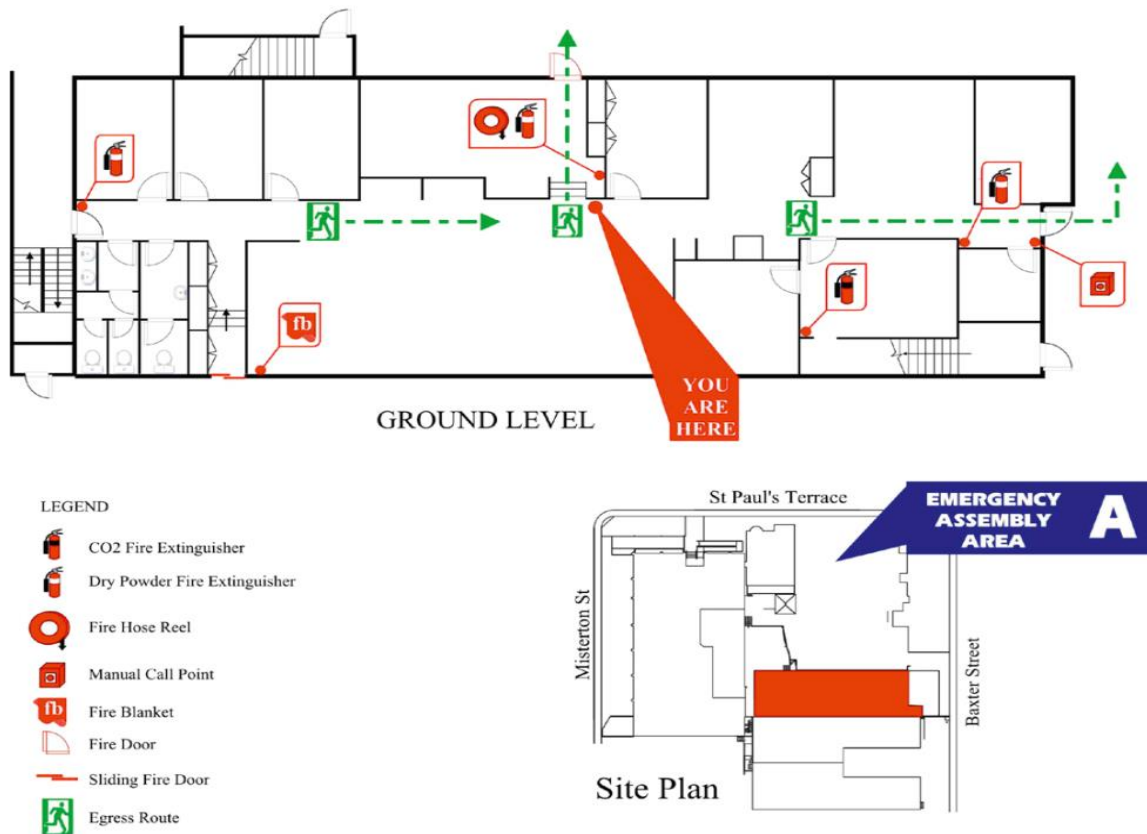 fb
YOU
ARE
HERE
GROUND LEVEL
LEGEND
CO2 Fire Extinguisher
Dry Powder Fire Extinguisher
Fire Hose Reel
Manual Call Point
fb
Fire Blanket
Fire Door
Sliding Fire Door
Egress Route
St Paul's Terrace
EMERGENCY
ASSEMBLY
AREA
A
Misterton St
Baxter Street
Site Plan